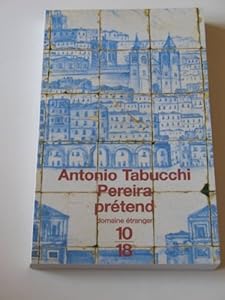 Antonio Tabucchi
Pereira
prétend
domaine étranger
10
18